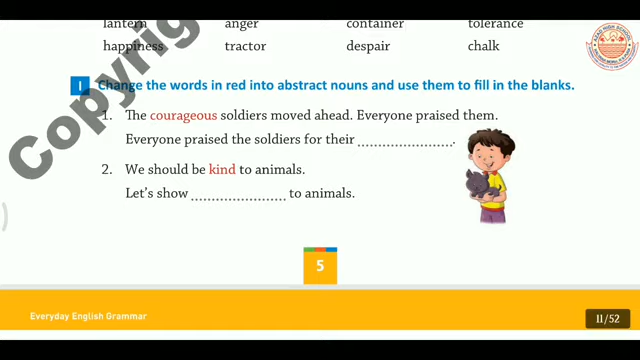 lantern anger container tolerance
happiness tractor despair chalk
I Change the words in red into abstract nouns and use them to fill in the blanks.
1. The courageous soldiers moved ahead. Everyone praised them.
Everyone praised the soldiers for their ........................ .
2. We should be kind to animals.
Let's show ........................ to animals.
Copyrig
5
Everyday English Grammar
11/52